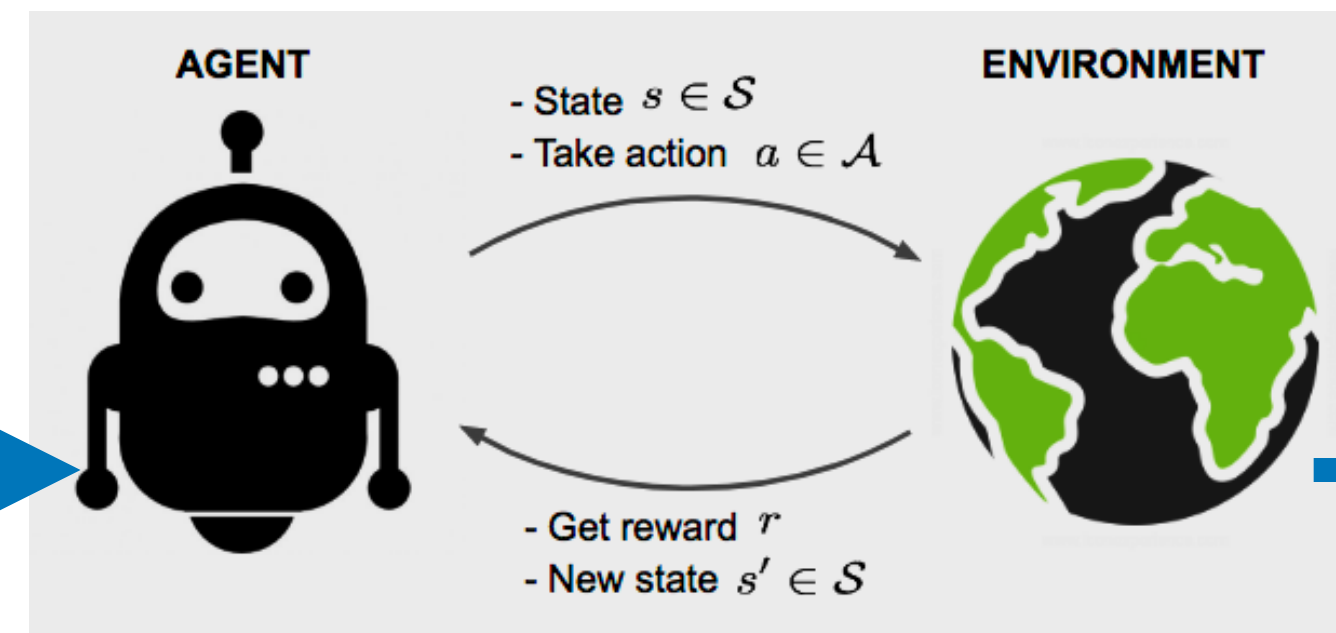 AGENT
ENVIRONMENT
- State s ∈ 𝒮
- Take action a ∈ 𝒜
- Get reward r
- New state s′ ∈ 𝒮